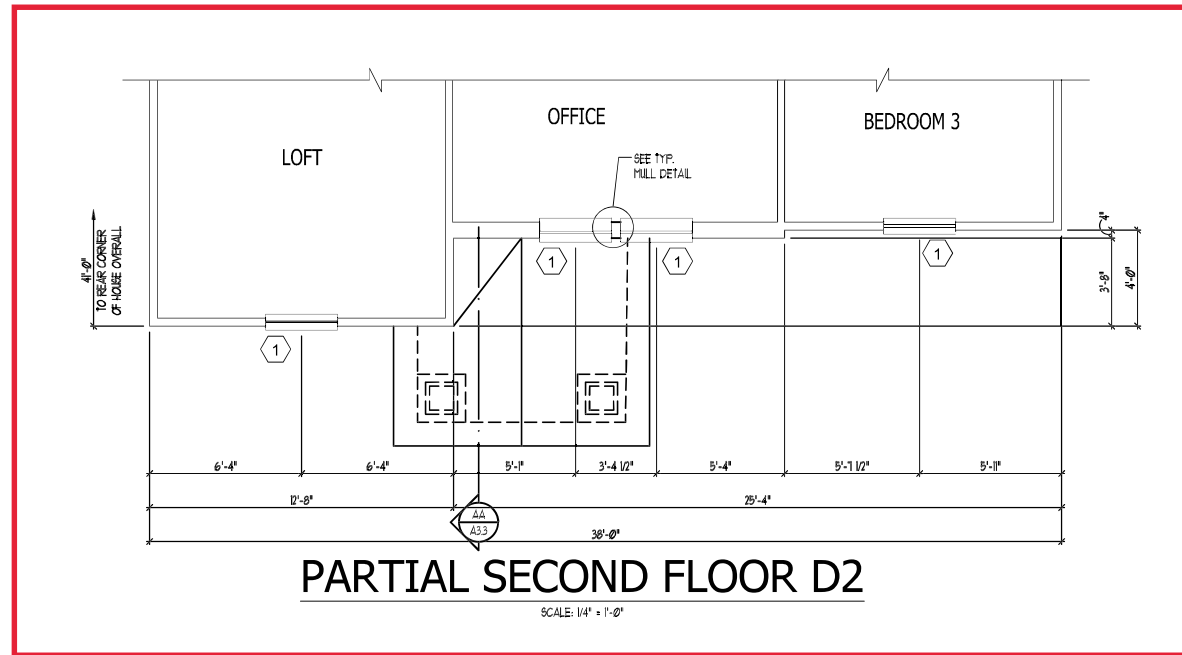 OFFICE
BEDROOM 3
LOFT
SEE TYP.
MULL DETAIL
41'-0"
TO REAR CORNER
OF HOUSE OVERALL
4"
3'-8"
4'-0"
1
1
1
1
6'-4"
6'-4"
5'-1"
3'-4 1/2"
5'-4"
5'-7 1/2"
5'-11"
12'-8"
25'-4"
AA
A3.3
38'-0"
PARTIAL SECOND FLOOR D2
SCALE: 1/4" = 1'-0"